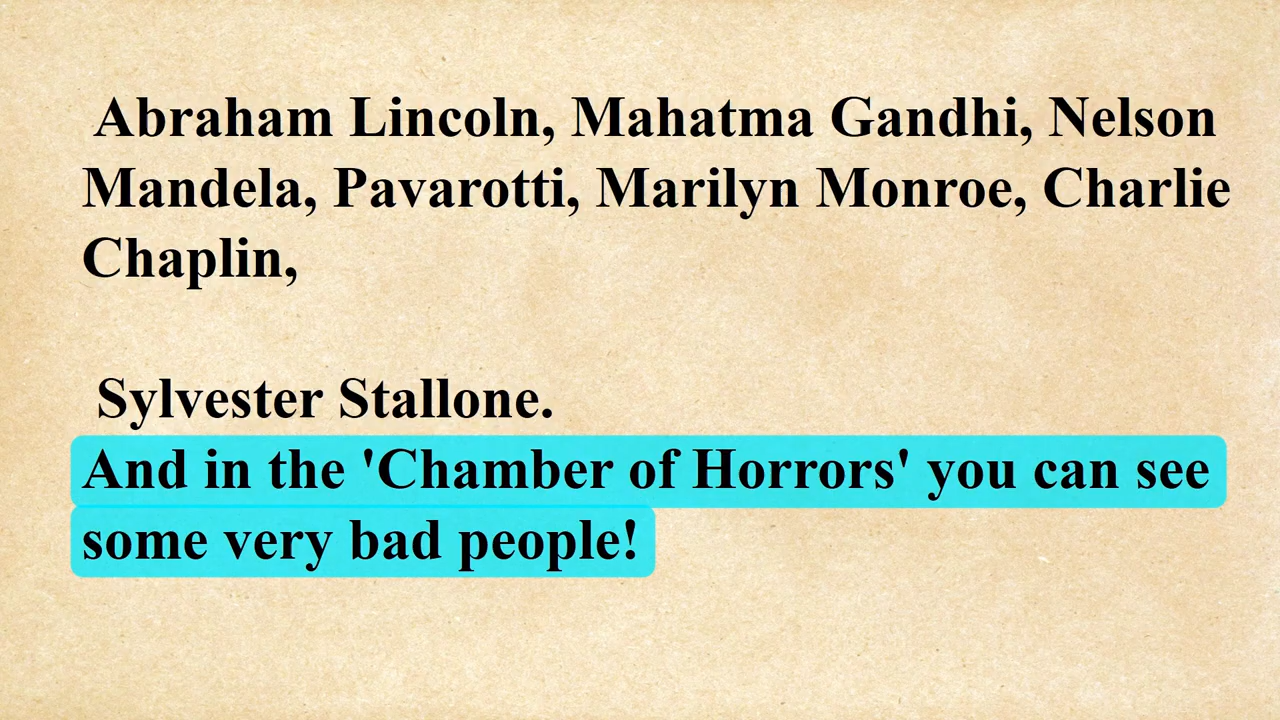 Abraham Lincoln, Mahatma Gandhi, Nelson
Mandela, Pavarotti, Marilyn Monroe, Charlie
Chaplin,
Sylvester Stallone.
And in the 'Chamber of Horrors' you can see
some very bad people!